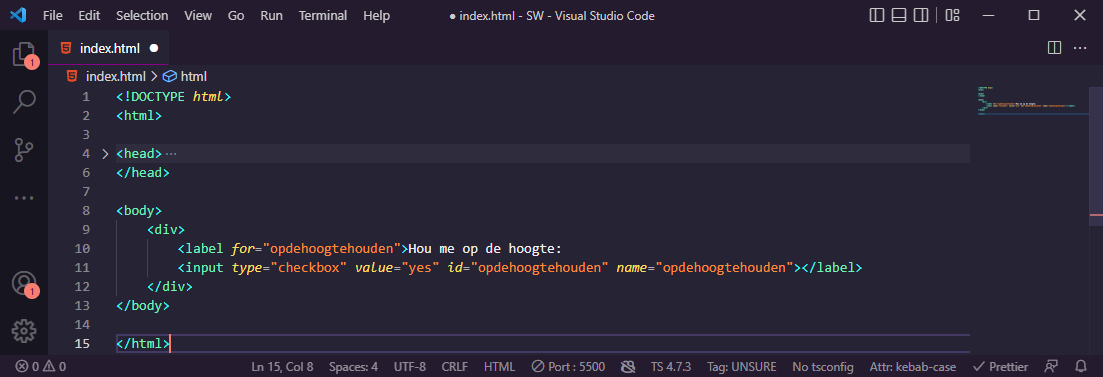 File Edit Selection View Go Run Terminal Help ● index.html - SW - Visual Studio Code
index.html
index.html > html
1 <!DOCTYPE html>
2 <html>
3
4 <head> ⋯
6 </head>
7
8 <body>
9 <div>
10 <label for="opdehoogtehouden">Hou me op de hoogte:
11 <input type="checkbox" value="yes" id="opdehoogtehouden" name="opdehoogtehouden"></label>
12 </div>
13 </body>
14
15 </html>
1
1
0 0 Ln 15, Col 8 Spaces: 4 UTF-8 CRLF HTML Port : 5500 TS 4.7.3 Tag: UNSURE No tsconfig Attr: kebab-case Prettier